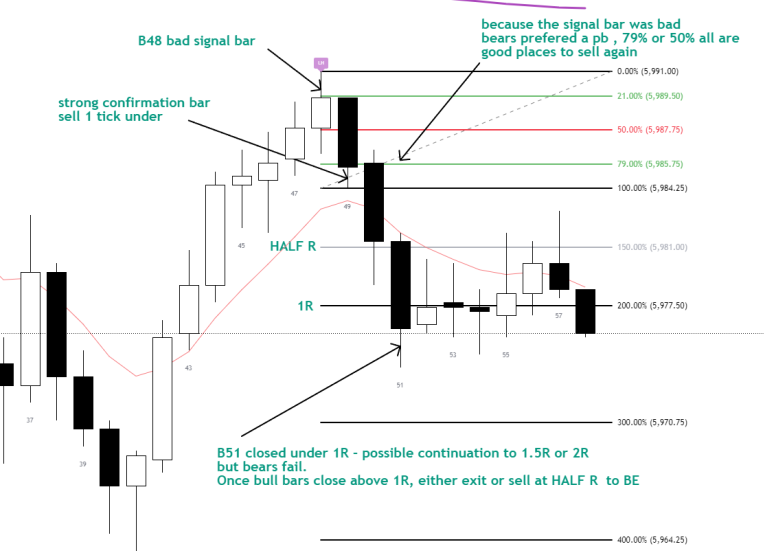 because the signal bar was bad
bears prefered a pb , 79% or 50% all are
good places to sell again
B48 bad signal bar
0.00% (5,991.00)
21.00% (5,989.50)
strong confirmation bar
sell 1 tick under
50.00% (5,987.75)
79.00% (5,985.75)
100.00% (5,984.25)
47
49
45
HALF R
150.00% (5,981.00)
1R
200.00% (5,977.50)
57
53
55
43
51
37
300.00% (5,970.75)
39
B51 closed under 1R - possible continuation to 1.5R or 2R
but bears fail.
Once bull bars close above 1R, either exit or sell at HALF R to BE
400.00% (5,964.25)